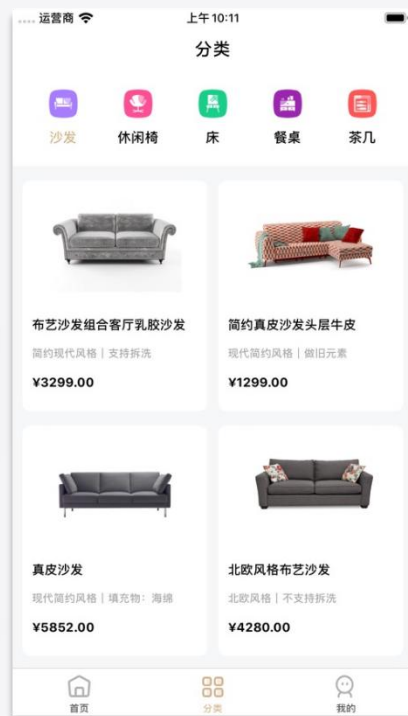 运营商
上午10:11
分类
沙发
休闲椅
床
餐桌
茶几
布艺沙发组合客厅乳胶沙发
简约现代风格｜支持拆洗
¥3299.00
简约真皮沙发头层牛皮
现代简约风格｜做旧元素
¥1299.00
真皮沙发
现代简约风格｜填充物：海绵
¥5852.00
北欧风格布艺沙发
北欧风格｜不支持拆洗
¥4280.00
首页
分类
我的